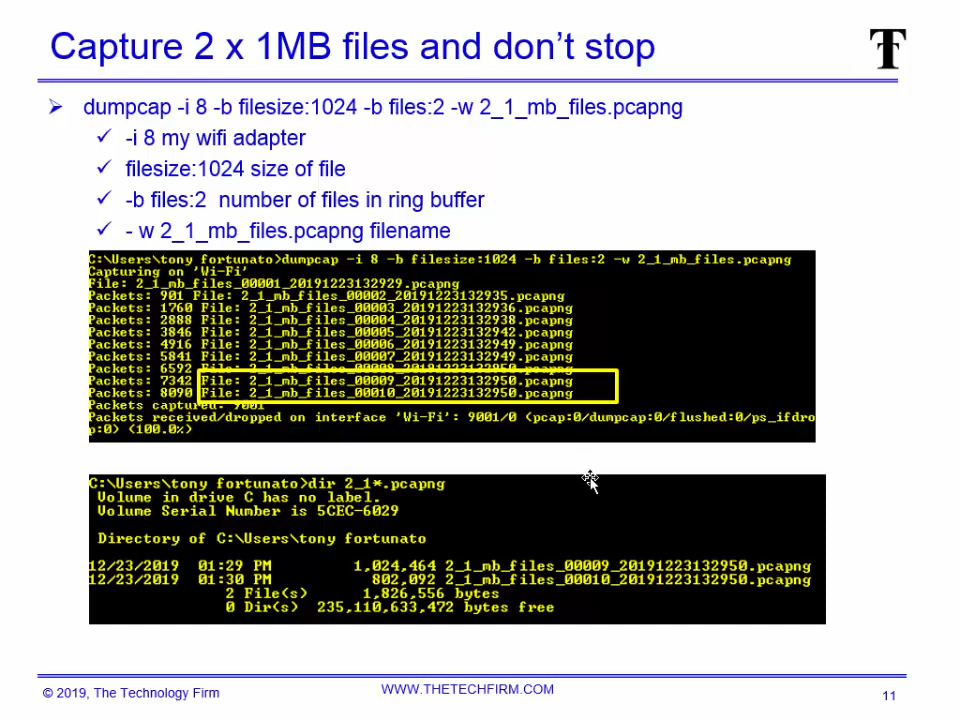 Capture 2 x 1MB files and don't stop
dumpcap -i 8 -b filesize:1024 -b files:2 -w 2_1_mb_files.pcapng
-i 8 my wifi adapter
filesize:1024 size of file
-b files:2 number of files in ring buffer
- w 2_1_mb_files.pcapng filename
C:\Users\tony fortunato>dumpcap -i 8 -b filesize:1024 -b files:2 -w 2_1_mb_files.pcapng
Capturing on 'Wi-Fi'
File: 2_1_mb_files_00001_20191223132929.pcapng
Packets: 901 File: 2_1_mb_files_00002_20191223132935.pcapng
Packets: 1760 File: 2_1_mb_files_00003_20191223132936.pcapng
Packets: 2888 File: 2_1_mb_files_00004_20191223132938.pcapng
Packets: 3846 File: 2_1_mb_files_00005_20191223132942.pcapng
Packets: 4916 File: 2_1_mb_files_00006_20191223132949.pcapng
Packets: 5841 File: 2_1_mb_files_00007_20191223132949.pcapng
Packets: 6592 File: 2_1_mb_files_00008_20191223132950.pcapng
Packets: 7342 File: 2_1_mb_files_00009_20191223132950.pcapng
Packets: 8090 File: 2_1_mb_files_00010_20191223132950.pcapng
Packets captured: 9001
Packets received/dropped on interface 'Wi-Fi': 9001/0 (pcap:0/dumpcap:0/flushed:0/ps_ifdro
p:0) (100.0%)
C:\Users\tony fortunato>dir 2_1*.pcapng
Volume in drive C has no label.
Volume Serial Number is 5CEC-6029
Directory of C:\Users\tony fortunato
12/23/2019 01:29 PM 1,024,464 2_1_mb_files_00009_20191223132950.pcapng
12/23/2019 01:30 PM 802,092 2_1_mb_files_00010_20191223132950.pcapng
2 File(s) 1,826,556 bytes
0 Dir(s) 235,110,633,472 bytes free
© 2019, The Technology Firm
WWW.THETECHFIRM.COM
11